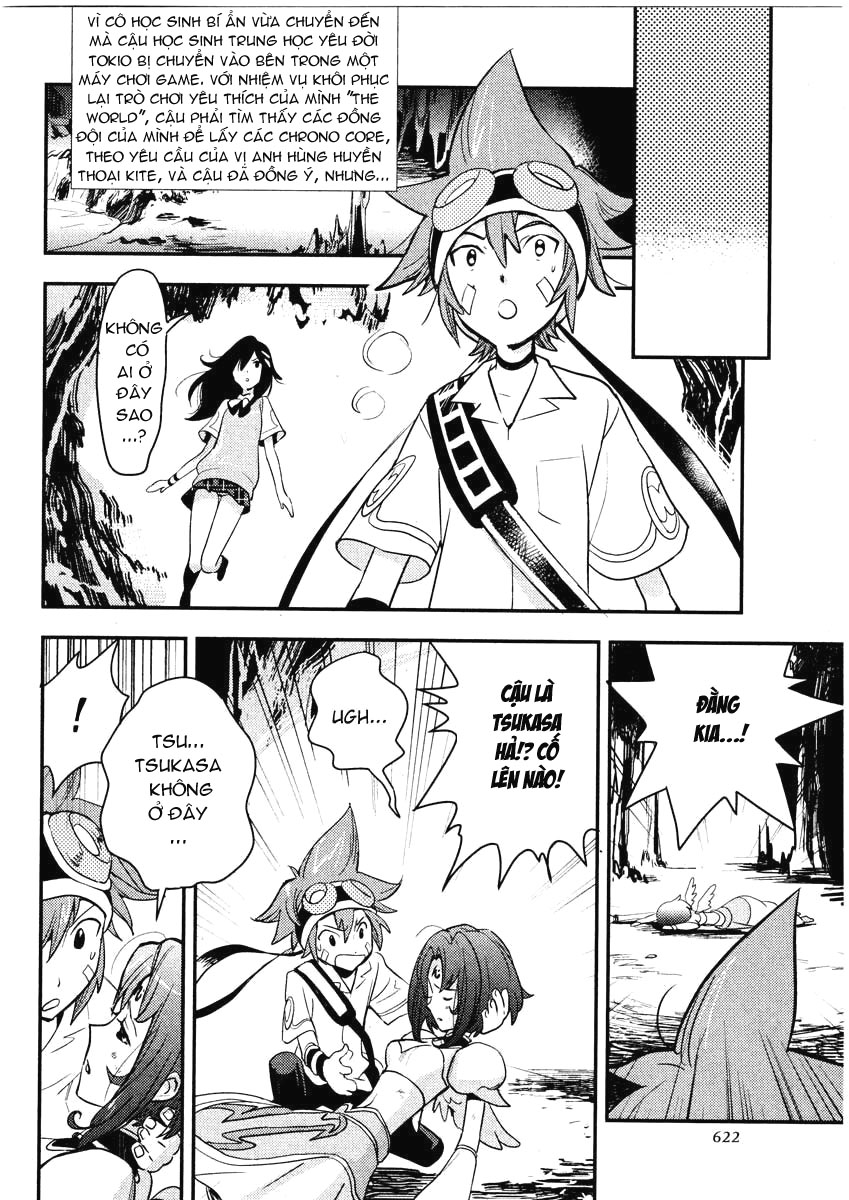 VÌ CÔ HỌC SINH BÍ ẨN VỪA CHUYỂN ĐẾN
MÀ CẬU HỌC SINH TRUNG HỌC YÊU ĐỜI
TOKIO BỊ CHUYỂN VÀO BÊN TRONG MỘT
MÁY CHƠI GAME. VỚI NHIỆM VỤ KHÔI PHỤC
LẠI TRÒ CHƠI YÊU THÍCH CỦA MÌNH "THE
WORLD", CẬU PHẢI TÌM THẤY CÁC ĐỒNG
ĐỘI CỦA MÌNH ĐỂ LẤY CÁC CHRONO CORE,
THEO YÊU CẦU CỦA VỊ ANH HÙNG HUYỀN
THOẠI KITE, VÀ CẬU ĐÃ ĐỒNG Ý, NHƯNG...
KHÔNG
CÓ
AI Ở
ĐÂY
SAO
...?
ĐẰNG
KIA...!
CẬU LÀ
TSUKASA
HẢ!? CỐ
LÊN NÀO!
UGH...
TSU...
TSUKASA
KHÔNG
Ở ĐÂY
...
!
622